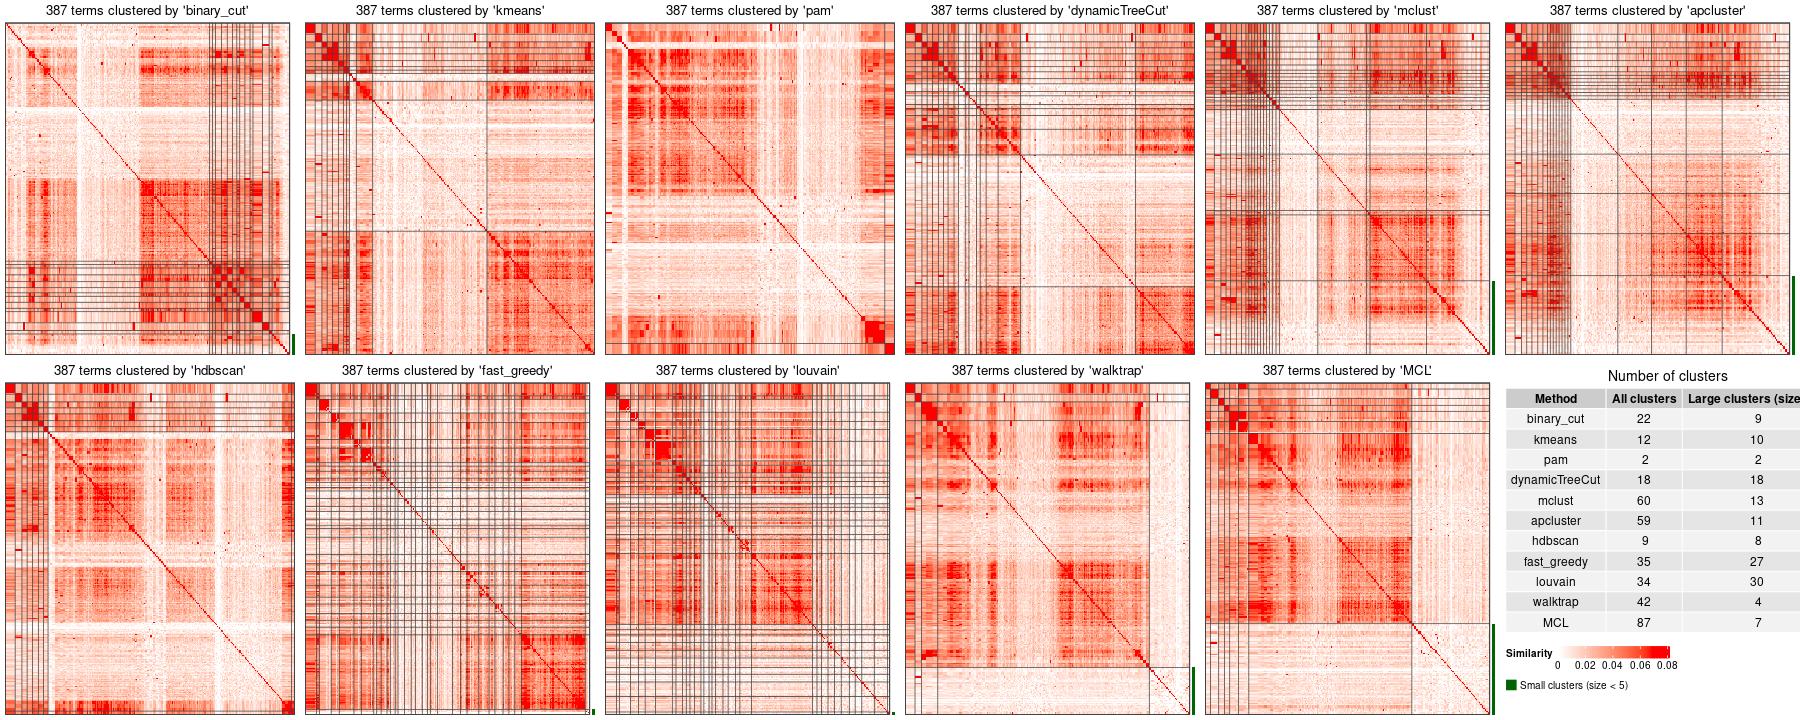 387 terms clustered by 'binary_cut'
387 terms clustered by 'kmeans'
387 terms clustered by 'pam'
387 terms clustered by 'dynamicTreeCut'
387 terms clustered by 'mclust'
387 terms clustered by 'apcluster'
387 terms clustered by 'hdbscan'
387 terms clustered by 'fast_greedy'
387 terms clustered by 'louvain'
387 terms clustered by 'walktrap'
387 terms clustered by 'MCL'
Number of clusters
Method All clusters Large clusters (size
binary_cut 22 9
kmeans 12 10
pam 2 2
dynamicTreeCut 18 18
mclust 60 13
apcluster 59 11
hdbscan 9 8
fast_greedy 35 27
louvain 34 30
walktrap 42 4
MCL 87 7
Similarity
0 0.02 0.04 0.06 0.08
Small clusters (size < 5)